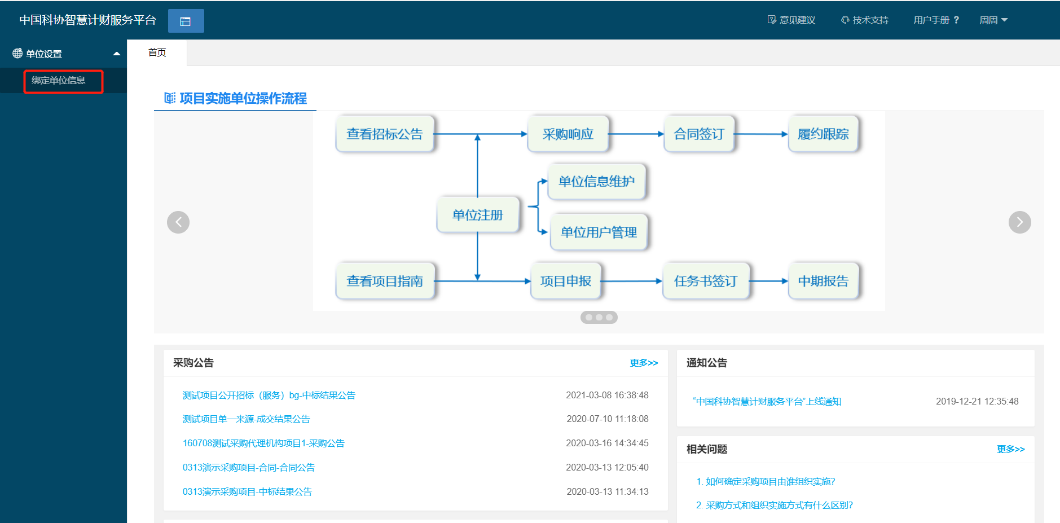 中国科协智慧计财服务平台
意见建议
技术支持
用户手册 ?
周周
单位设置
绑定单位信息
首页
项目实施单位操作流程
查看招标公告
采购响应
合同签订
履约跟踪
单位信息维护
单位注册
单位用户管理
查看项目指南
项目申报
任务书签订
中期报告
采购公告
更多>>
测试项目公开招标（服务）bg-中标结果公告
2021-03-08 16:38:48
测试项目单一来源 成交结果公告
2020-07-10 11:18:08
160708测试采购代理机构项目1-采购公告
2020-03-16 14:34:45
0313演示采购项目-合同-合同公告
2020-03-13 12:05:40
0313演示采购项目-中标结果公告
2020-03-13 11:34:13
通知公告
"中国科协智慧计财服务平台"上线通知
2019-12-21 12:35:48
相关问题
更多>>
1. 如何确定采购项目由谁组织实施?
2. 采购方式和组织实施方式有什么区别?